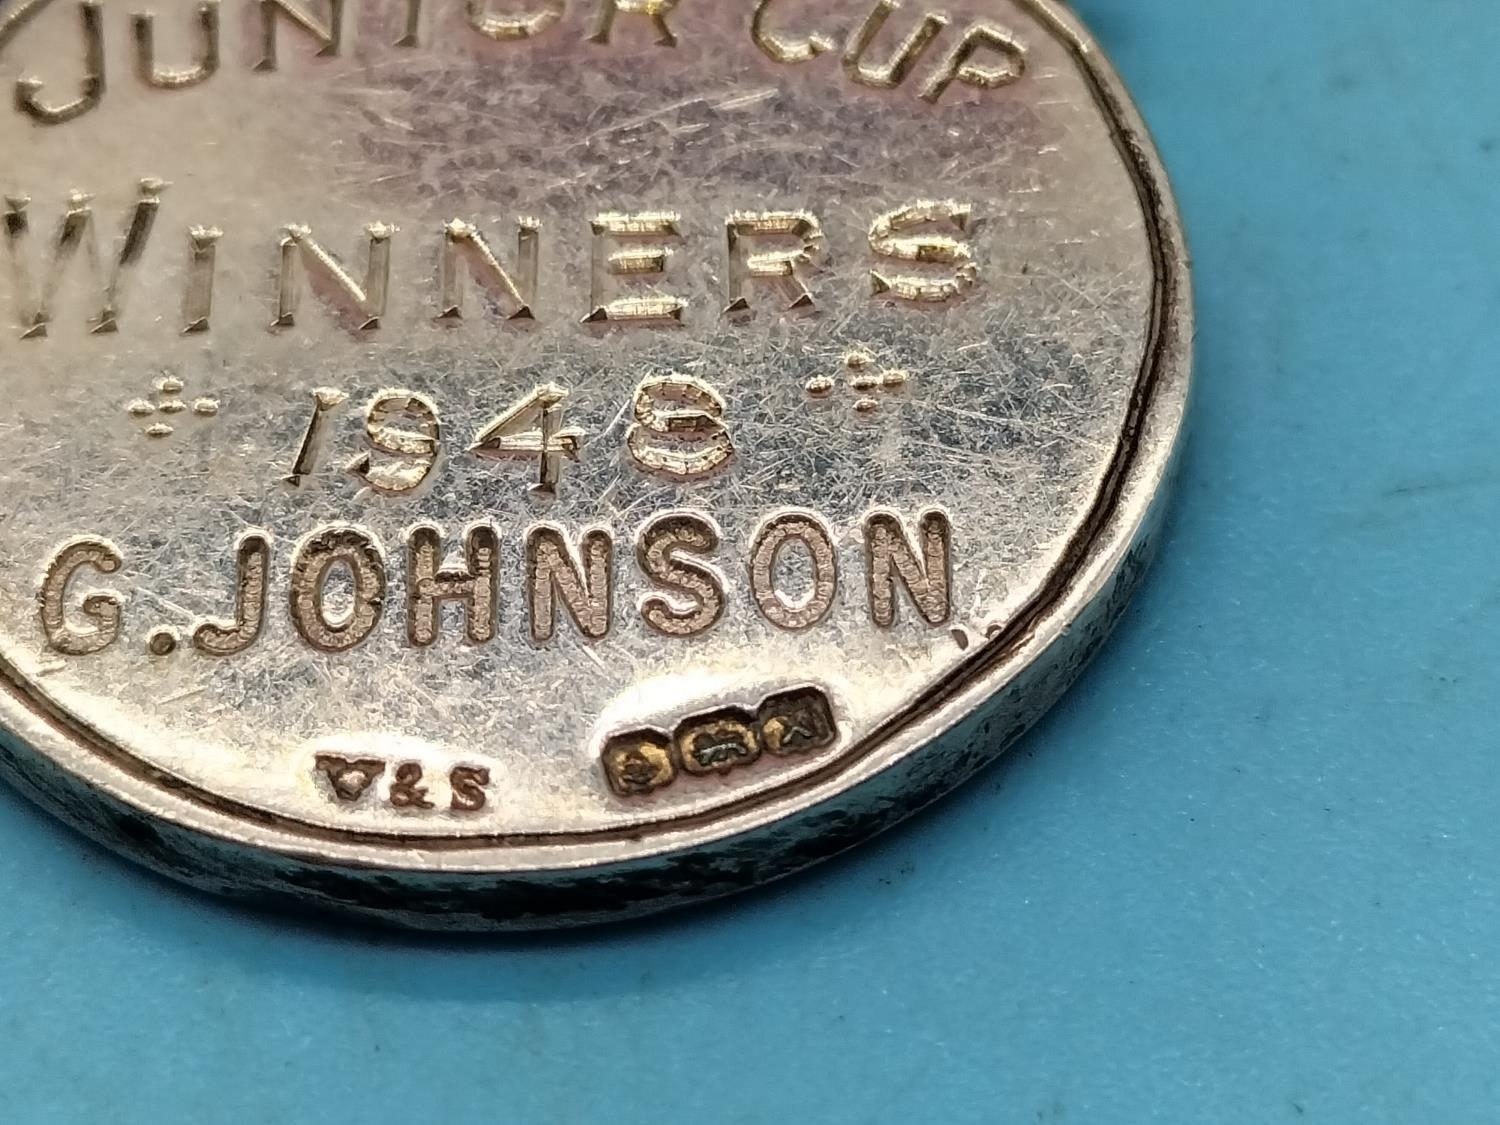 JUNIOR CUP
WINNERS
1948
G. JOHNSON
V & S